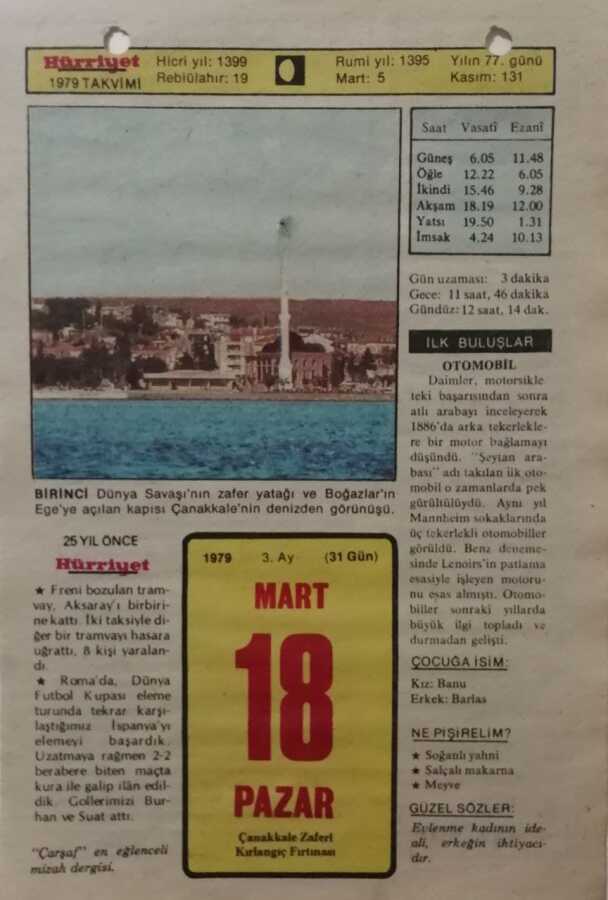 Hürriyet
1979 TAKVİMİ
Hicri yıl: 1399
Rebiülahır: 19
Rumi yıl: 1395
Mart: 5
Yılın 77. günü
Kasım: 131
Saat Vasatî Ezanî
Güneş 6.05 11.48
Öğle 12.22 6.05
İkindi 15.46 9.28
Akşam 18.19 12.00
Yatsı 19.50 1.31
İmsak 4.24 10.13
Gün uzaması: 3 dakika
Gece: 11 saat, 46 dakika
Gündüz: 12 saat, 14 dak.
BİRİNCİ Dünya Savaşı'nın zafer yatağı ve Boğazlar'ın
Ege'ye açılan kapısı Çanakkale'nin denizden görünüşü.
25 YIL ÖNCE
Hürriyet
★ Freni bozulan tram-
vay, Aksaray'ı birbiri-
ne kattı. İki taksiyle di-
ğer bir tramvayı hasara
uğrattı, 8 kişi yaralan-
dı.
★ Roma'da, Dünya
Futbol Kupası eleme
turunda tekrar karşı-
laştığımız İspanya'yı
elemeyi başardık.
Uzatmaya rağmen 2-2
berabere biten maçta
kura ile galip ilân edil-
dik. Gollerimizi Bur-
han ve Suat attı.
"Çarşaf" en eğlenceli
mizah dergisi.
1979 3. Ay (31 Gün)
MART
18
PAZAR
Çanakkale Zaferi
Kırlangıç Fırtınası
İLK BULUŞLAR
OTOMOBİL
Daimler, motorsikle
teki başarısından sonra
atlı arabayı inceleyerek
1886'da arka tekerlekle-
re bir motor bağlamayı
düşündü. "Şeytan ara-
bası" adı takılan ilk oto-
mobil o zamanlarda pek
gürültülüydü. Aynı yıl
Mannheim sokaklarında
üç tekerlekli otomobiller
görüldü. Benz deneme-
sinde Lenoirs'in patlama
esasiyle işleyen motoru-
nu esas almıştı. Otomo-
biller sonraki yıllarda
büyük ilgi topladı ve
durmadan gelişti.
ÇOCUĞA İSİM:
Kız: Banu
Erkek: Barlas
NE PİŞİRELİM?
★ Soğanlı yahni
★ Salçalı makarna
★ Meyve
GÜZEL SÖZLER:
Evlenme kadının ide-
ali, erkeğin ihtiyacı-
dır.